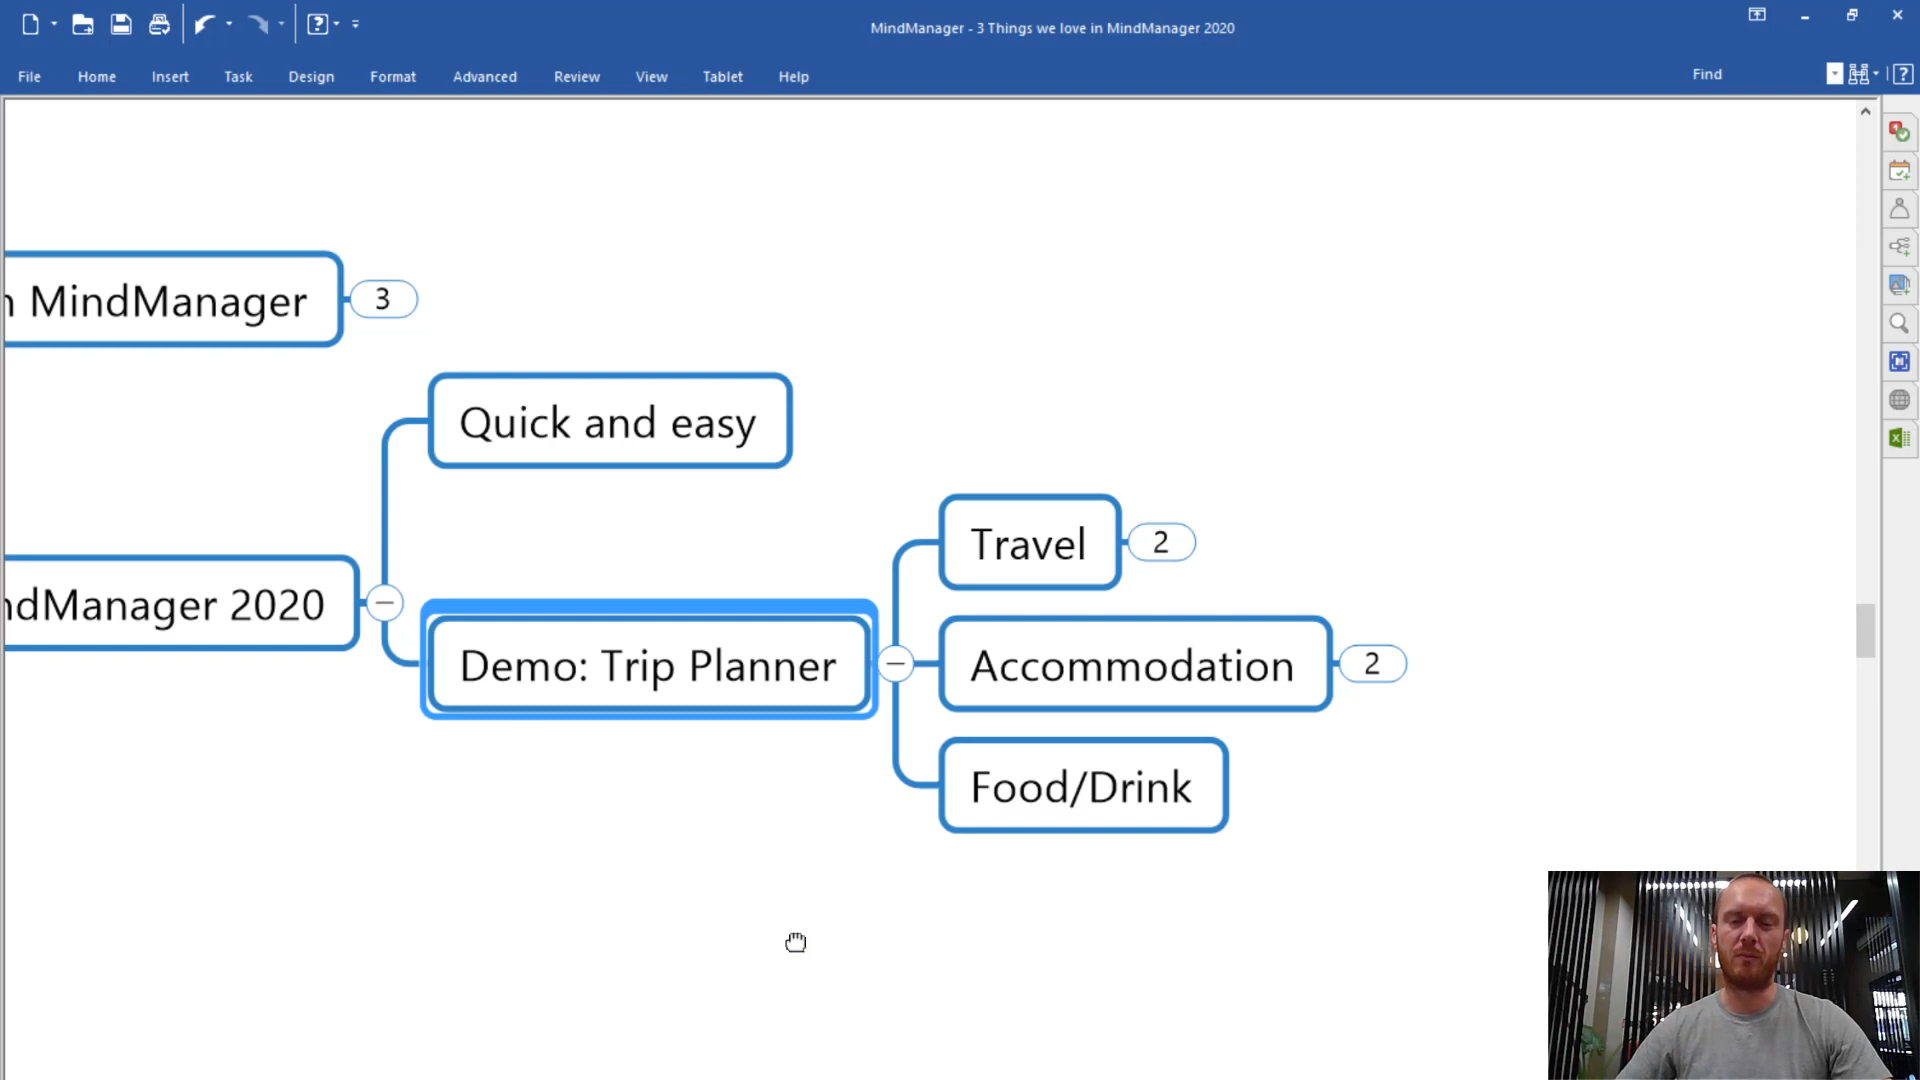 MindManager - 3 Things we love in MindManager 2020
File Home Insert Task Design Format Advanced Review View Tablet Help
Find
n MindManager
3
Quick and easy
Travel
2
ndManager 2020
Demo: Trip Planner
Accommodation
2
Food/Drink